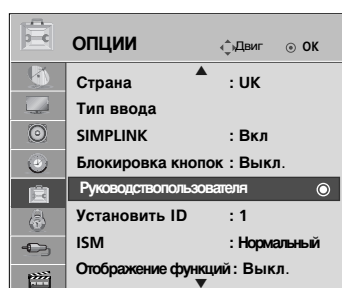 ОПЦИИ Двиг ОК
Страна : UK
Тип ввода
SIMPLINK : Вкл
Блокировка кнопок : Выкл.
Руководствопользователя
Установить ID : 1
ISM : Нормальный
Отображение функций : Выкл.